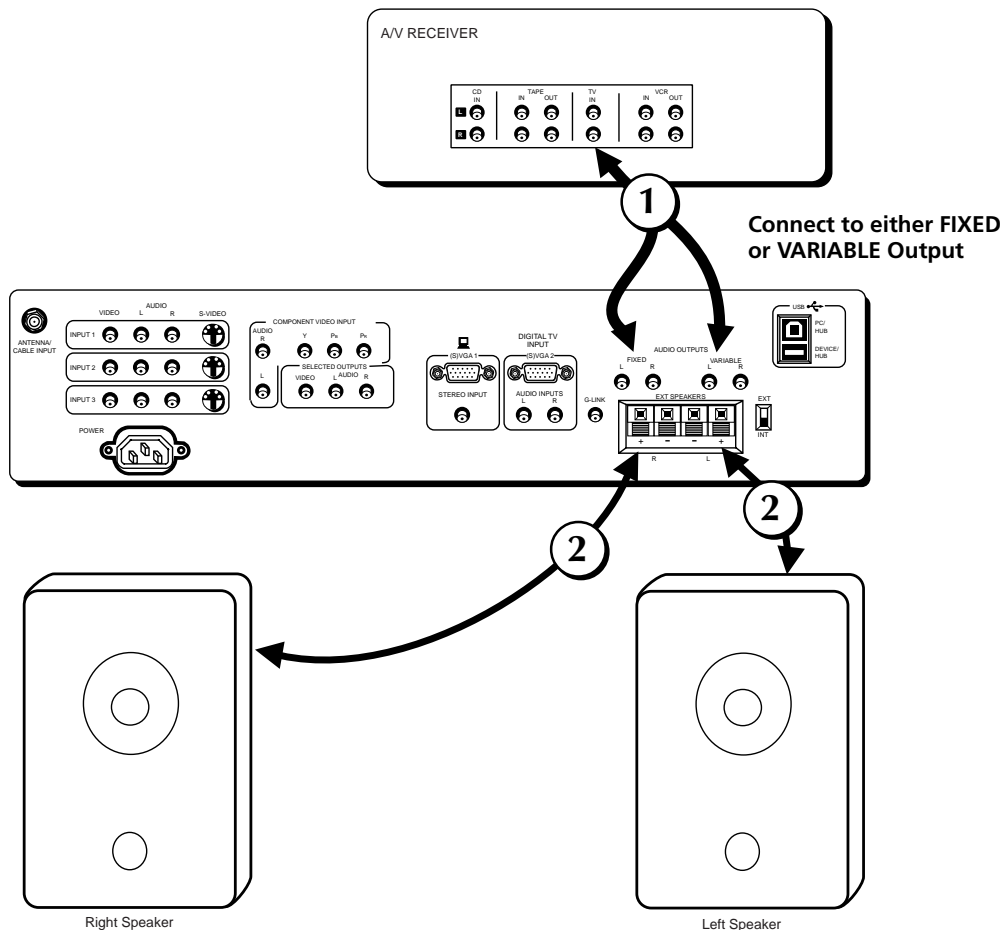 A/V RECEIVER
CD
IN
TAPE
IN OUT
TV
IN
VCR
IN OUT
L
R
1
Connect to either FIXED
or VARIABLE Output
ANTENNA/
CABLE INPUT
AUDIO
VIDEO L R S-VIDEO
INPUT 1
INPUT 2
INPUT 3
POWER
COMPONENT VIDEO INPUT
AUDIO
R
Y PB PR
L
SELECTED OUTPUTS
VIDEO L AUDIO R
(S)VGA 1
STEREO INPUT
DIGITAL TV
INPUT
(S)VGA 2
AUDIO INPUTS
L R
G-LINK
AUDIO OUTPUTS
FIXED
L R
VARIABLE
L R
EXT SPEAKERS
+ – – +
R L
EXT
INT
USB
PC/
HUB
DEVICE/
HUB
2
2
Right Speaker
Left Speaker